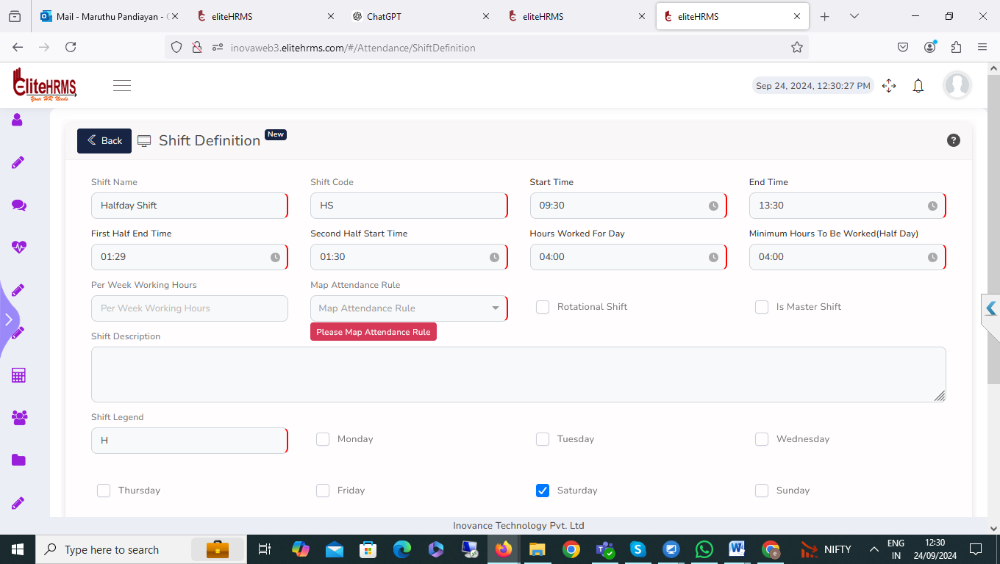 Mail - Maruthu Pandiayan - O
eliteHRMS
ChatGPT
eliteHRMS
eliteHRMS
inovaweb3.elitehrms.com/#/Attendance/ShiftDefinition
EliteHRMS
Your HR Needs
Sep 24, 2024, 12:30:27 PM
Back
Shift Definition
New
?
Shift Name
Shift Code
Start Time
End Time
Halfday Shift
HS
09:30
13:30
First Half End Time
Second Half Start Time
Hours Worked For Day
Minimum Hours To Be Worked(Half Day)
01:29
01:30
04:00
04:00
Per Week Working Hours
Map Attendance Rule
Per Week Working Hours
Map Attendance Rule
Rotational Shift
Is Master Shift
Please Map Attendance Rule
Shift Description
Shift Legend
H
Monday
Tuesday
Wednesday
Thursday
Friday
Saturday
Sunday
Inovance Technology Pvt. Ltd
Type here to search
NIFTY
ENG
IN
12:30
24/09/2024